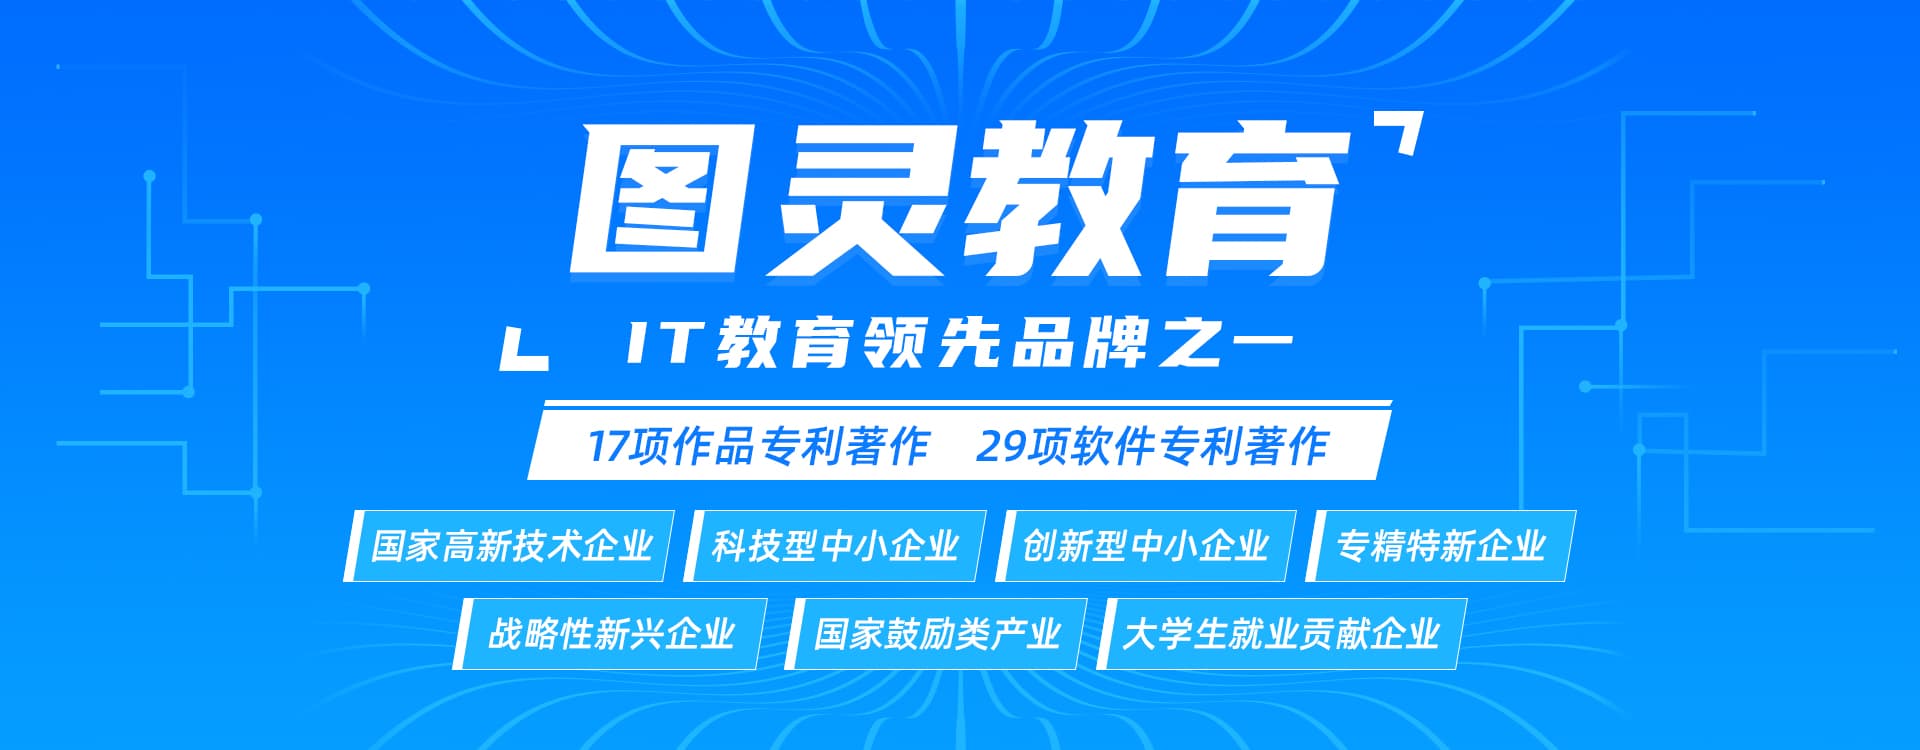 图灵教育
IT教育领先品牌之一
17项作品专利著作 29项软件专利著作
国家高新技术企业 科技型中小企业 创新型中小企业 专精特新企业
战略性新兴企业 国家鼓励类产业 大学生就业贡献企业